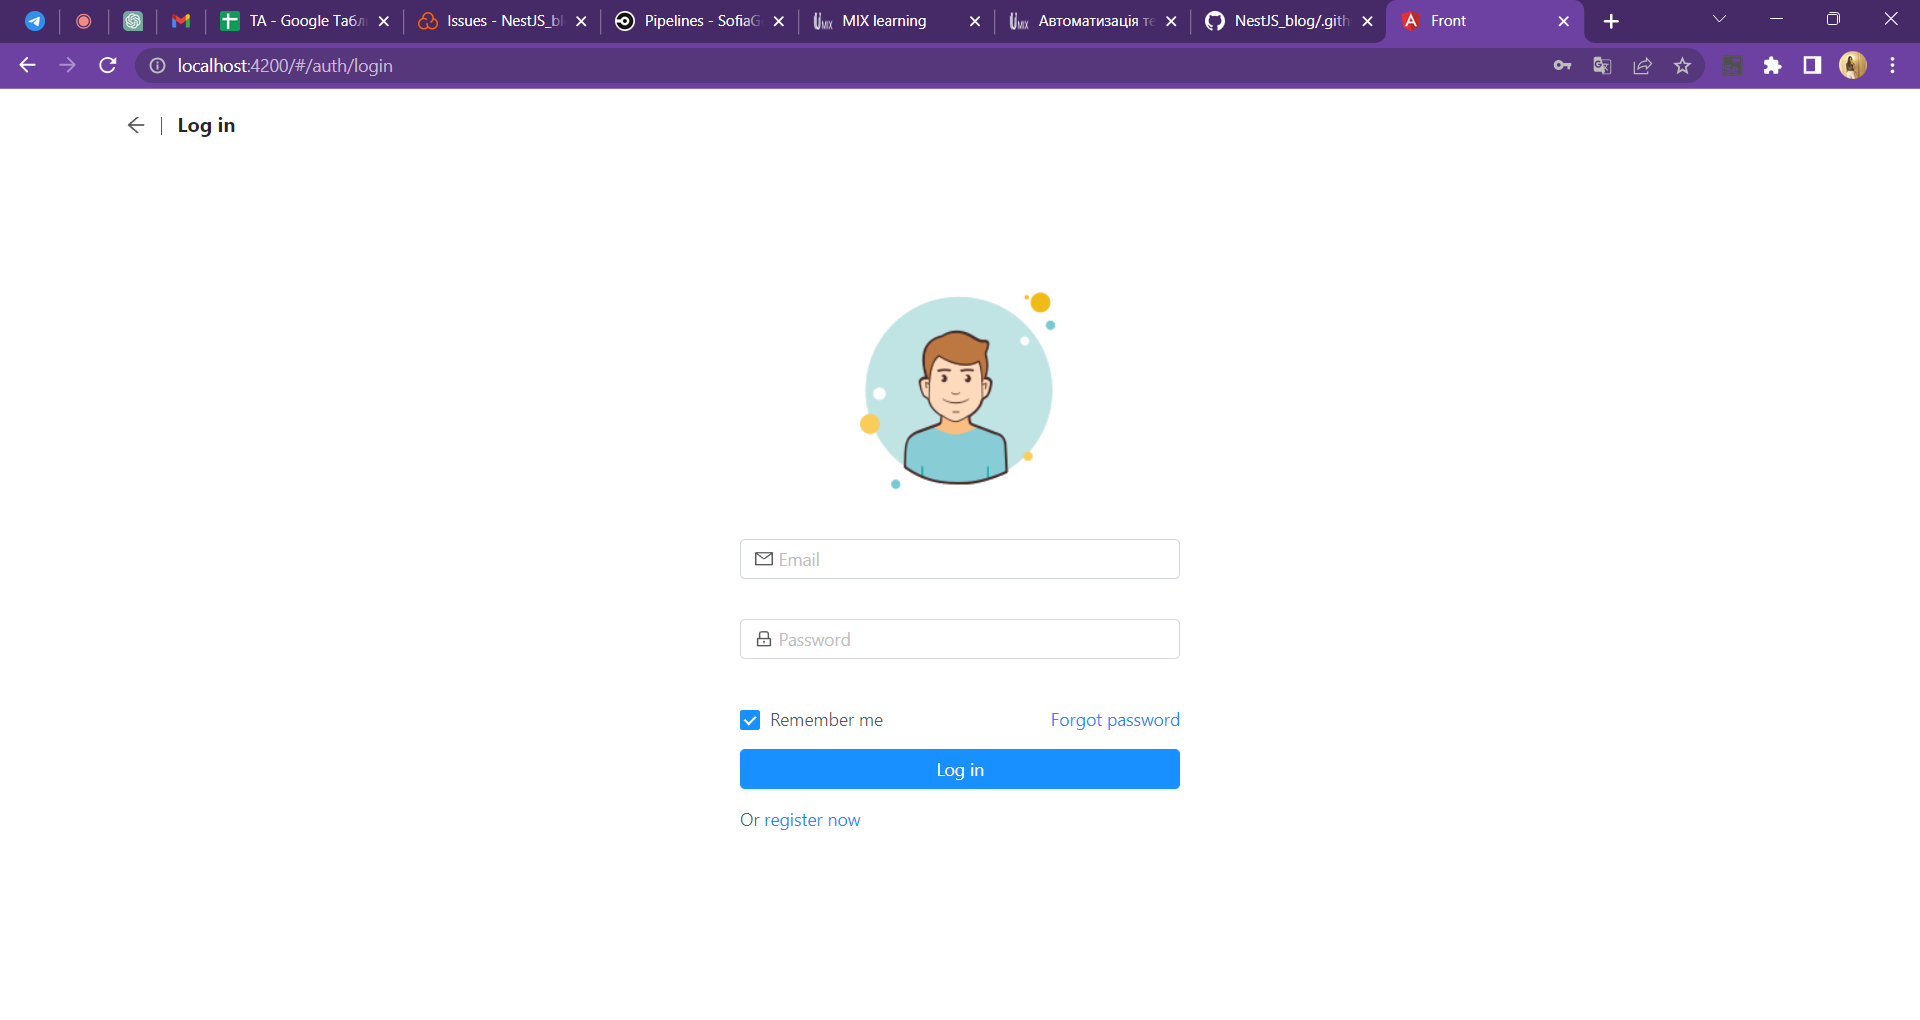 TA - Google Табл
Issues - NestJS_bl
Pipelines - SofiaG
MIX learning
Автоматизація те
NestJS_blog/.gith
Front
localhost:4200/#/auth/login
Log in
Email
Password
Remember me
Forgot password
Log in
Or register now